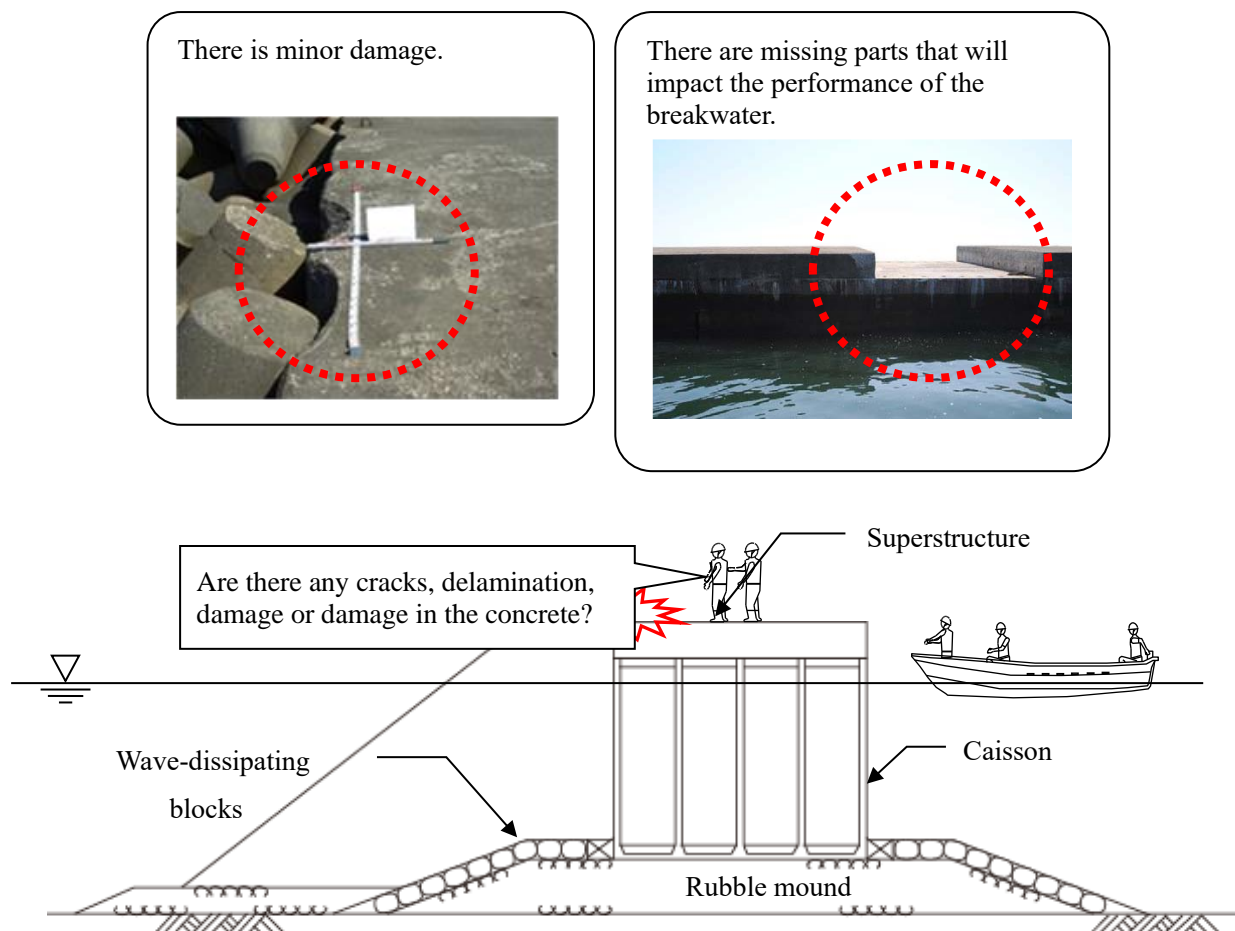 There is minor damage.
There are missing parts that will
impact the performance of the
breakwater.
Superstructure
Are there any cracks, delamination,
damage or damage in the concrete?
Wave-dissipating
blocks
Caisson
Rubble mound